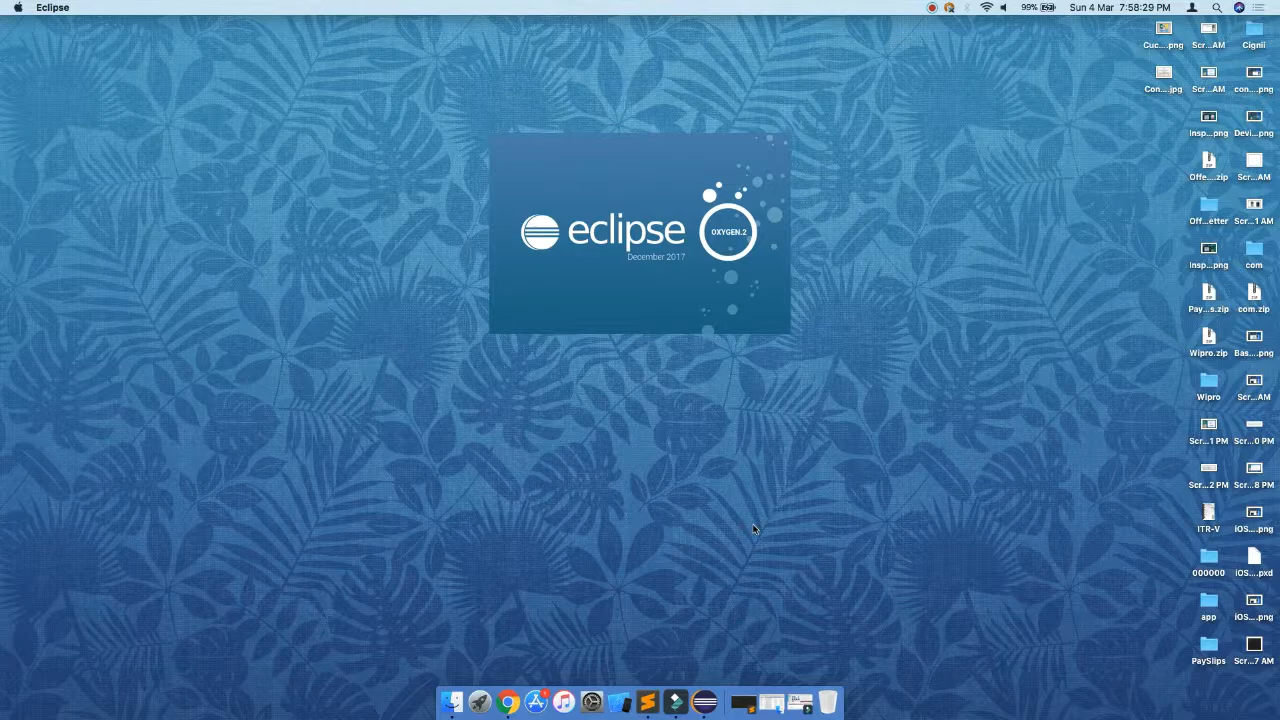 Eclipse
99%
Sun 4 Mar 7:58:29 PM
Cuc....png
Scr...AM
Cignii
Con....jpg
Scr...AM
con....png
Insp...png
Devi...png
Offe....zip
Scr...AM
Off...etter
Scr...1 AM
Insp...png
com
Pay...s.zip
com.zip
Wipro.zip
Bas....png
Wipro
Scr...AM
Scr...1 PM
Scr...0 PM
Scr...2 PM
Scr...8 PM
ITR-V
iOS....png
000000
iOS....pxd
app
iOS....png
PaySlips
Scr...7 AM
eclipse
OXYGEN.2
December 2017